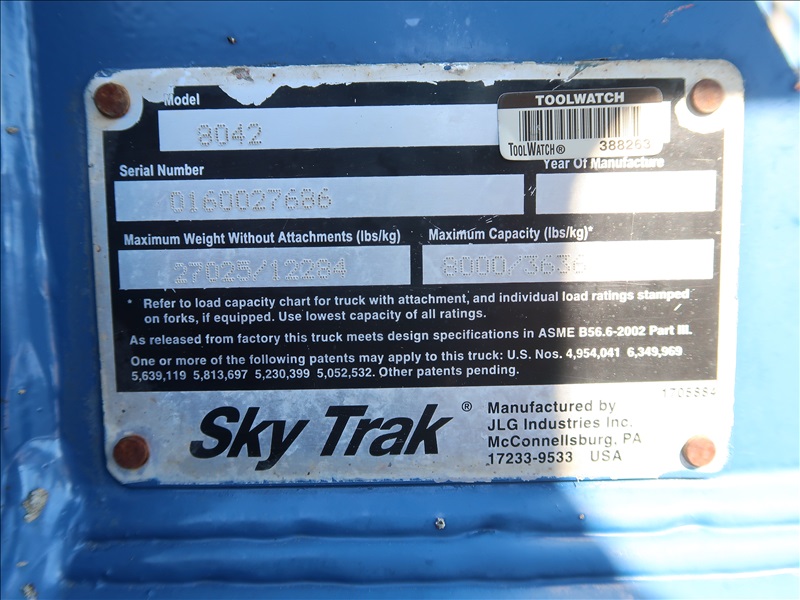 Model
8042
TOOLWATCH
TOOLWATCH® 388263
Serial Number
Year Of Manufacture
0160027686
Maximum Weight Without Attachments (lbs/kg)
Maximum Capacity (lbs/kg)*
27025/12284
8000/3636
* Refer to load capacity chart for truck with attachment, and individual load ratings stamped
on forks, if equipped. Use lowest capacity of all ratings.
As released from factory this truck meets design specifications in ASME B56.6-2002 Part III.
One or more of the following patents may apply to this truck: U.S. Nos. 4,954,041 6,349,969
5,639,119 5,813,697 5,230,399 5,052,532. Other patents pending.
1705884
Sky Trak®
Manufactured by
JLG Industries Inc.
McConnellsburg, PA
17233-9533 USA